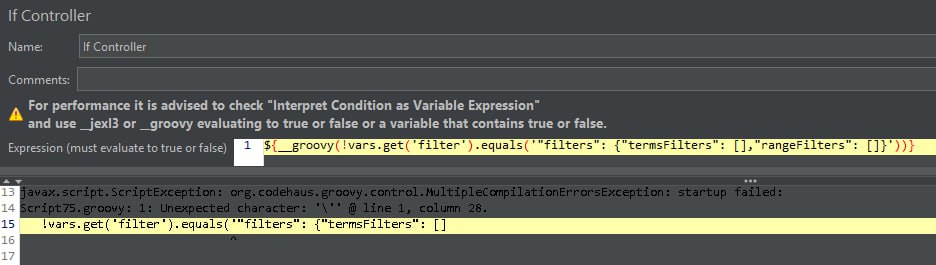 If Controller
Name: If Controller
Comments:
For performance it is advised to check "Interpret Condition as Variable Expression"
and use __jexl3 or __groovy evaluating to true or false or a variable that contains true or false.
Expression (must evaluate to true or false) 1 ${__groovy(!vars.get('filter').equals('"filters": {"termsFilters": [],"rangeFilters": []}'))}
13 javax.script.ScriptException: org.codehaus.groovy.control.MultipleCompilationErrorsException: startup failed:
14 Script75.groovy: 1: Unexpected character: '\'' @ line 1, column 28.
15 !vars.get('filter').equals('"filters": {"termsFilters": []
16 ^
17